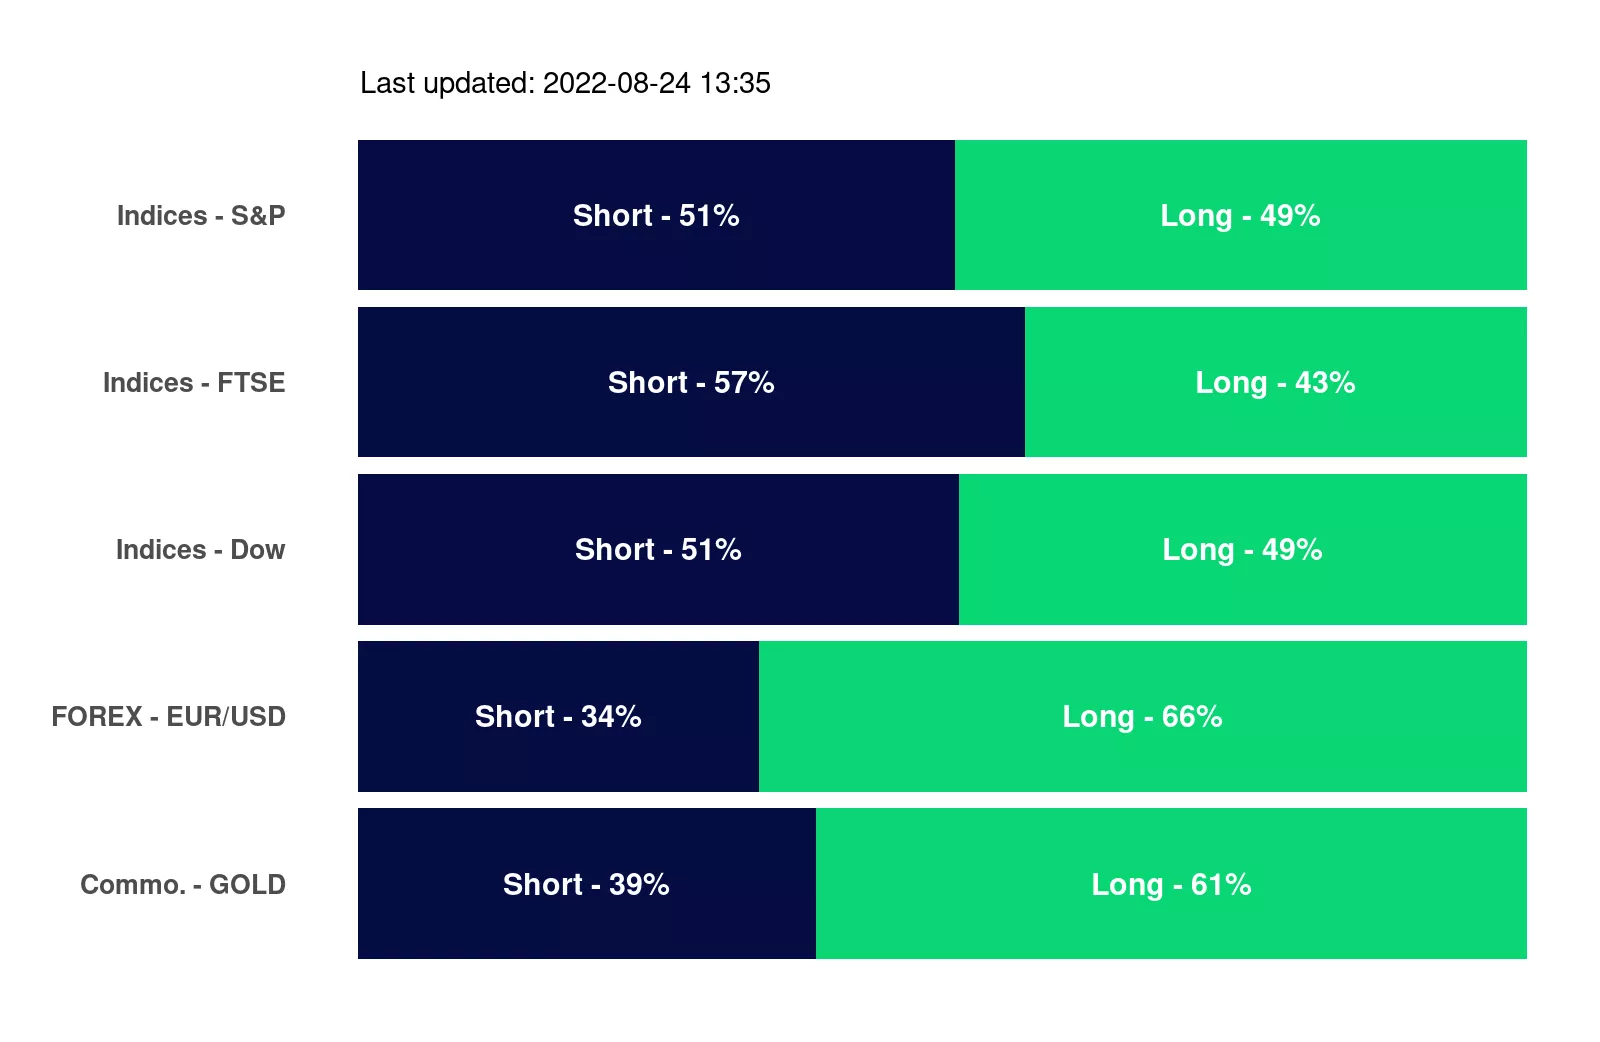 Last updated: 2022-08-24 13:35
Indices - S&P Short - 51% Long - 49%
Indices - FTSE Short - 57% Long - 43%
Indices - Dow Short - 51% Long - 49%
FOREX - EUR/USD Short - 34% Long - 66%
Commo. - GOLD Short - 39% Long - 61%